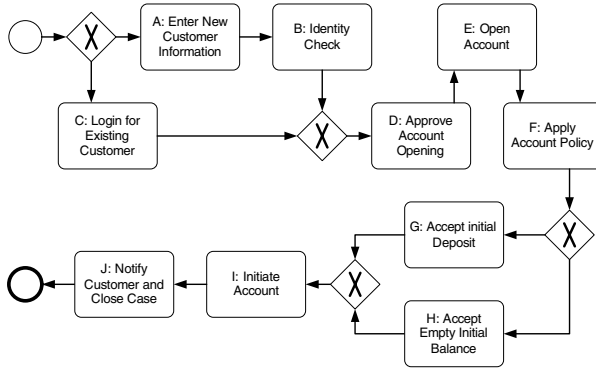 A: Enter New
Customer
Information
B: Identity
Check
E: Open
Account
C: Login for
Existing
Customer
D: Approve
Account
Opening
F: Apply
Account Policy
G: Accept initial
Deposit
J: Notify
Customer and
Close Case
I: Initiate
Account
H: Accept
Empty Initial
Balance